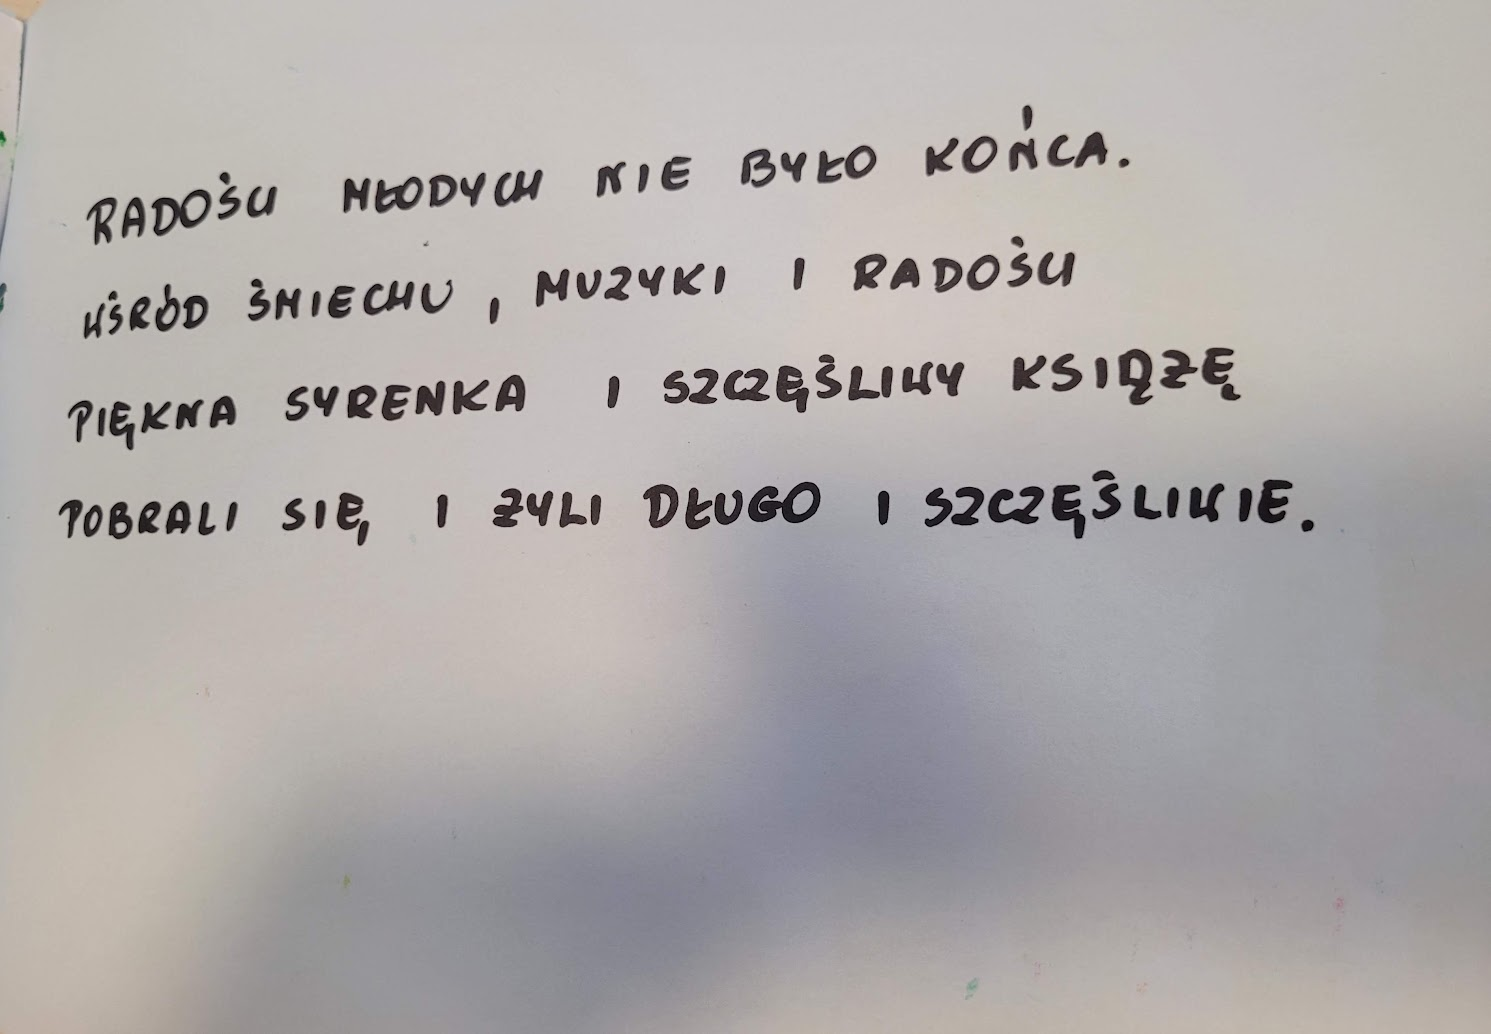 RADOŚCI MŁODYCH NIE BYŁO KOŃCA.
WŚRÓD ŚMIECHU, MUZYKI I RADOŚCI
PIĘKNA SYRENKA I SZCZĘŚLIWY KSIĄŻĘ
POBRALI SIĘ I ŻYLI DŁUGO I SZCZĘŚLIWIE.